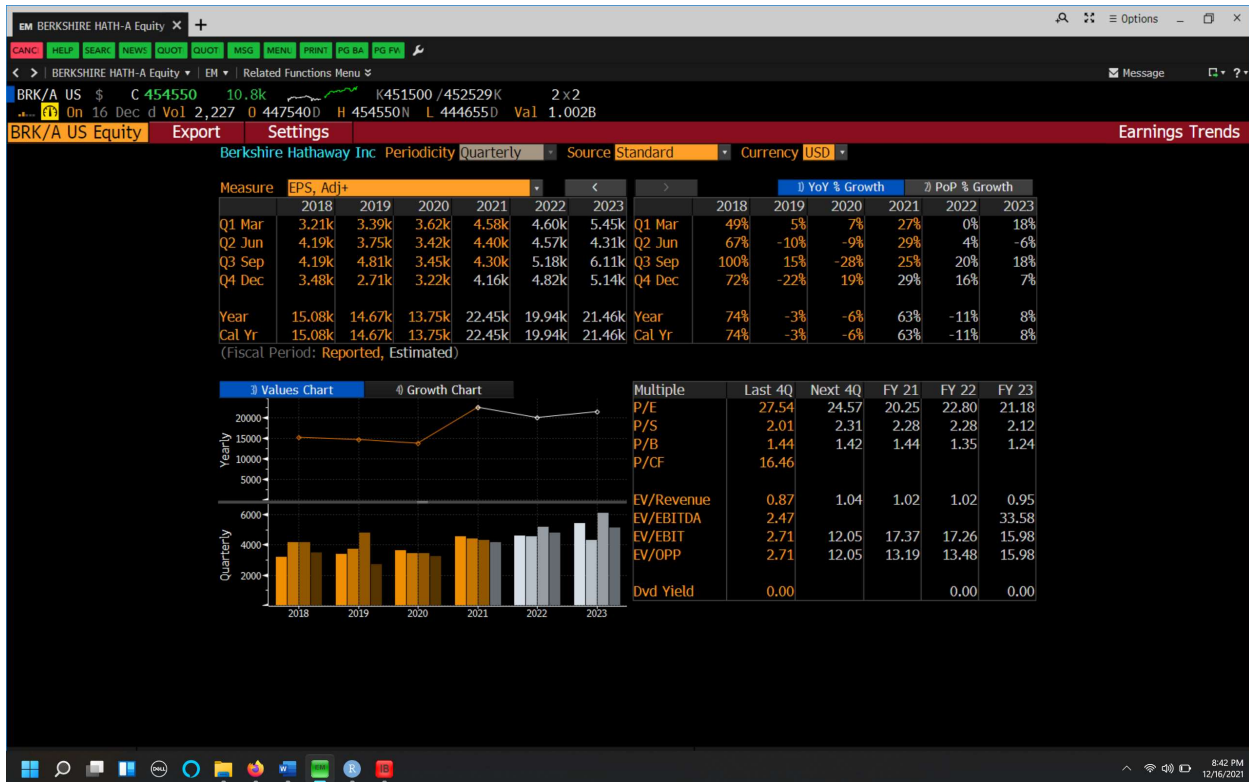 EM BERKSHIRE HATH-A Equity × +
≡ Options
CANC HELP SEARC NEWS QUOT QUOT MSG MENU PRINT PG BA PG FW
< > BERKSHIRE HATH-A Equity ▾ EM ▾ Related Functions Menu
Message ?
BRK/A US $ C 454550 10.8k K451500 /452529K 2×2
On 16 Dec d Vol 2,227 O 447540D H 454550N L 444655D Val 1.002B
BRK/A US Equity Export Settings Earnings Trends
Berkshire Hathaway Inc Periodicity Quarterly Source Standard Currency USD
Measure EPS, Adj+ < > 1) YoY % Growth 2) PoP % Growth
2018 2019 2020 2021 2022 2023 2018 2019 2020 2021 2022 2023
Q1 Mar 3.21k 3.39k 3.62k 4.58k 4.60k 5.45k Q1 Mar 49% 5% 7% 27% 0% 18%
Q2 Jun 4.19k 3.75k 3.42k 4.40k 4.57k 4.31k Q2 Jun 67% -10% -9% 29% 4% -6%
Q3 Sep 4.19k 4.81k 3.45k 4.30k 5.18k 6.11k Q3 Sep 100% 15% -28% 25% 20% 18%
Q4 Dec 3.48k 2.71k 3.22k 4.16k 4.82k 5.14k Q4 Dec 72% -22% 19% 29% 16% 7%
Year 15.08k 14.67k 13.75k 22.45k 19.94k 21.46k Year 74% -3% -6% 63% -11% 8%
Cal Yr 15.08k 14.67k 13.75k 22.45k 19.94k 21.46k Cal Yr 74% -3% -6% 63% -11% 8%
(Fiscal Period: Reported, Estimated)
3) Values Chart 4) Growth Chart
Yearly
20000
15000
10000
5000
Quarterly
6000
4000
2000
2018 2019 2020 2021 2022 2023
Multiple Last 4Q Next 4Q FY 21 FY 22 FY 23
P/E 27.54 24.57 20.25 22.80 21.18
P/S 2.01 2.31 2.28 2.28 2.12
P/B 1.44 1.42 1.44 1.35 1.24
P/CF 16.46
EV/Revenue 0.87 1.04 1.02 1.02 0.95
EV/EBITDA 2.47 33.58
EV/EBIT 2.71 12.05 17.37 17.26 15.98
EV/OPP 2.71 12.05 13.19 13.48 15.98
Dvd Yield 0.00 0.00 0.00
DELL W EM R IB
8:42 PM
12/16/2021